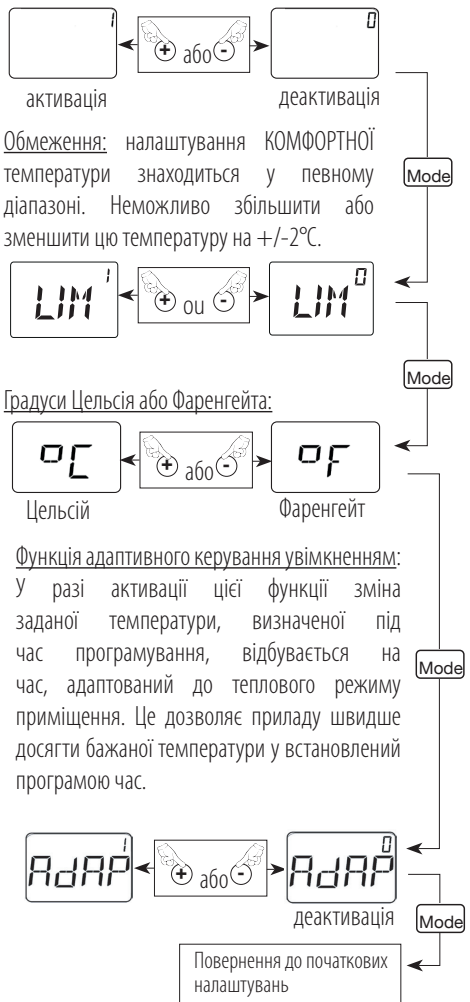 1 + або - 0
активація деактивація
Обмеження: налаштування КОМФОРТНОЇ
температури знаходиться у певному
діапазоні. Неможливо збільшити або
зменшити цю температуру на +/-2°C.
Mode
LIM 1 + ou - LIM 0
Mode
Градуси Цельсія або Фаренгейта:
°C + або - °F
Цельсій Фаренгейт
Функція адаптивного керування увімкненням:
У разі активації цієї функції зміна
заданої температури, визначеної під
час програмування, відбувається на
час, адаптований до теплового режиму
приміщення. Це дозволяє приладу швидше
досягти бажаної температури у встановлений
програмою час.
Mode
AdAP 1 + або - AdAP 0
деактивація
Mode
Повернення до початкових
налаштувань